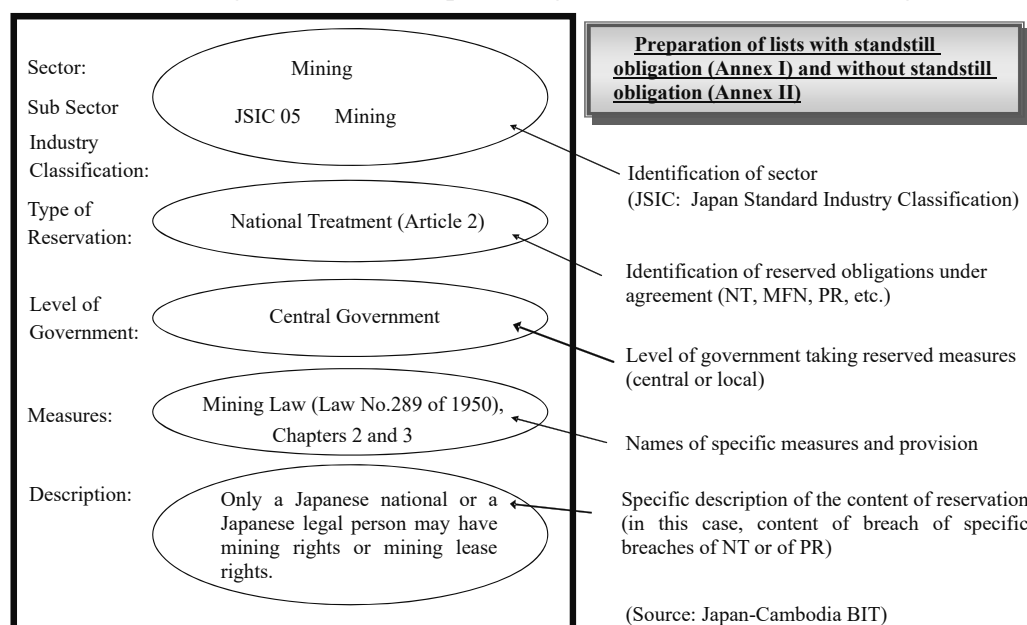 Preparation of lists with standstill
obligation (Annex I) and without standstill
obligation (Annex II)
Sector:
Mining
Sub Sector
JSIC 05 Mining
Industry
Classification:
Identification of sector
(JSIC: Japan Standard Industry Classification)
Type of
Reservation:
National Treatment (Article 2)
Identification of reserved obligations under
agreement (NT, MFN, PR, etc.)
Level of
Government:
Central Government
Level of government taking reserved measures
(central or local)
Measures:
Mining Law (Law No.289 of 1950),
Chapters 2 and 3
Names of specific measures and provision
Description:
Only a Japanese national or a
Japanese legal person may have
mining rights or mining lease
rights.
Specific description of the content of reservation
(in this case, content of breach of specific
breaches of NT or of PR)
(Source: Japan-Cambodia BIT)